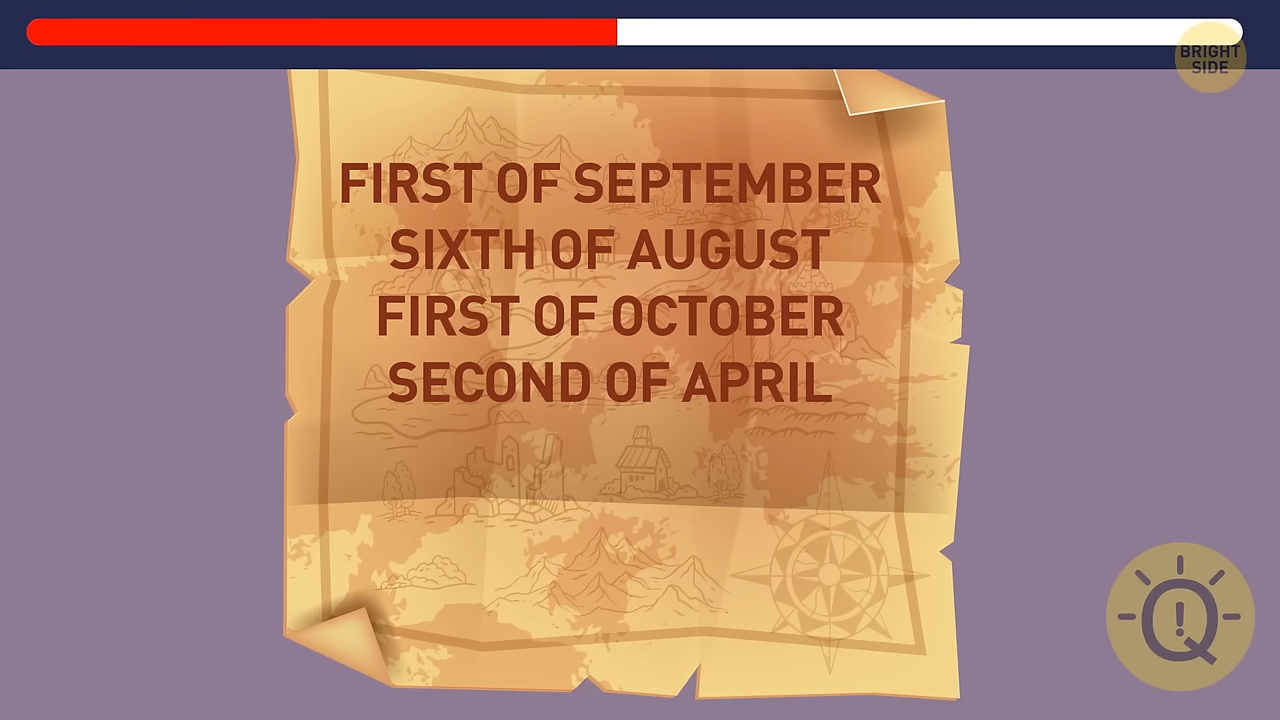 BRIGHT
SIDE
FIRST OF SEPTEMBER
SIXTH OF AUGUST
FIRST OF OCTOBER
SECOND OF APRIL
Q!